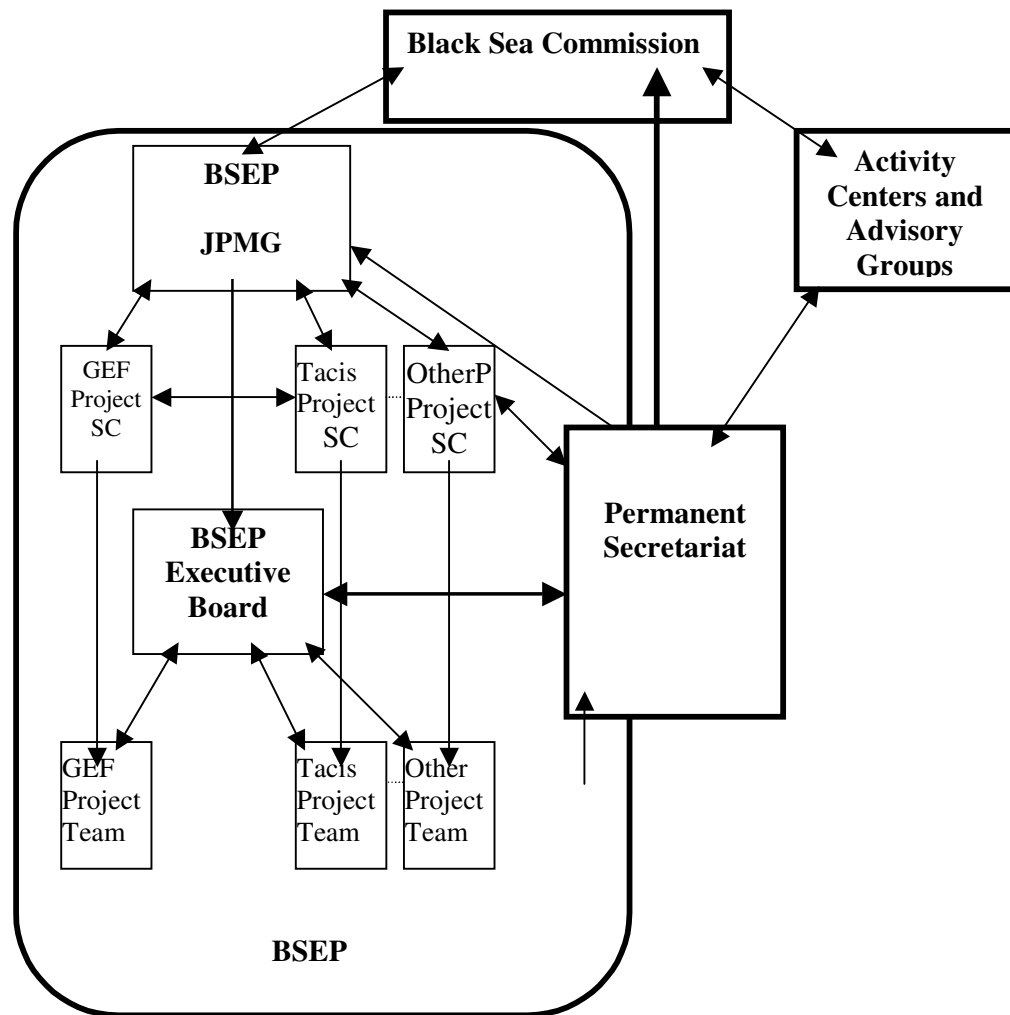 Black Sea Commission
Activity
Centers and
Advisory
Groups
BSEP
JPMG
GEF
Project
SC
Tacis
Project
SC
OtherP
Project
SC
Permanent
Secretariat
BSEP
Executive
Board
GEF
Project
Team
Tacis
Project
Team
Other
Project
Team
BSEP